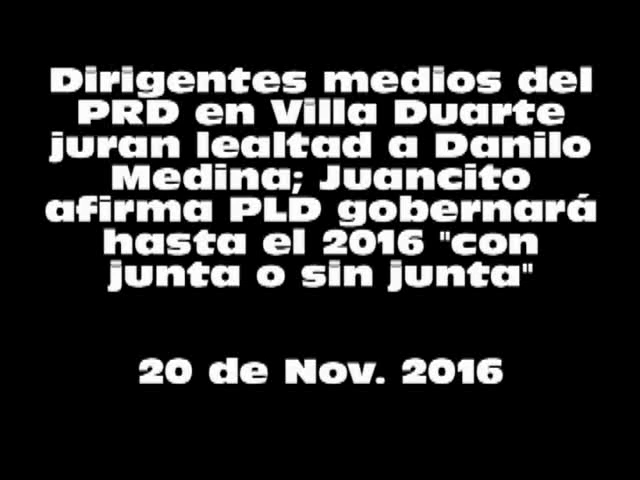 Dirigentes medios del
PRD en Villa Duarte
juran lealtad a Danilo
Medina; Juancito
afirma PLD gobernará
hasta el 2016 "con
junta o sin junta"
20 de Nov. 2016